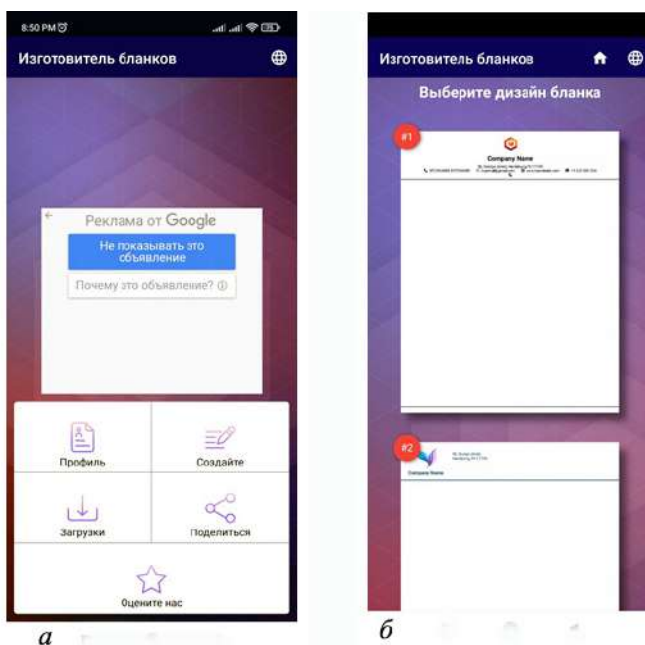 8:50 PM
Изготовитель бланков
Реклама от Google
Не показывать это
объявление
Почему это объявление?
Профиль
Создайте
Загрузки
Поделиться
Оцените нас
а
Изготовитель бланков
Выберите дизайн бланка
#1
Company Name
#2
Company Name
б